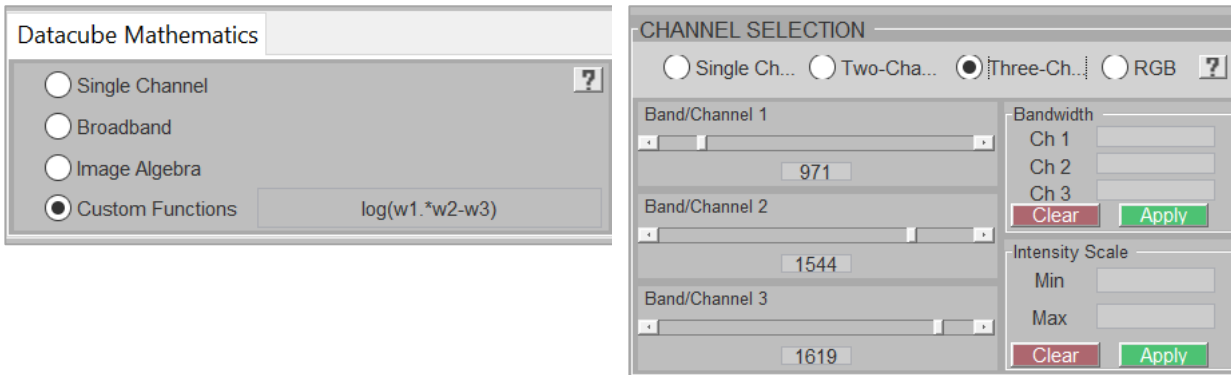 Datacube Mathematics
Single Channel
?
Broadband
Image Algebra
Custom Functions
log(w1.*w2-w3)
CHANNEL SELECTION
Single Ch...
Two-Cha...
Three-Ch...
RGB
?
Band/Channel 1
971
Band/Channel 2
1544
Band/Channel 3
1619
Bandwidth
Ch 1
Ch 2
Ch 3
Clear
Apply
Intensity Scale
Min
Max
Clear
Apply